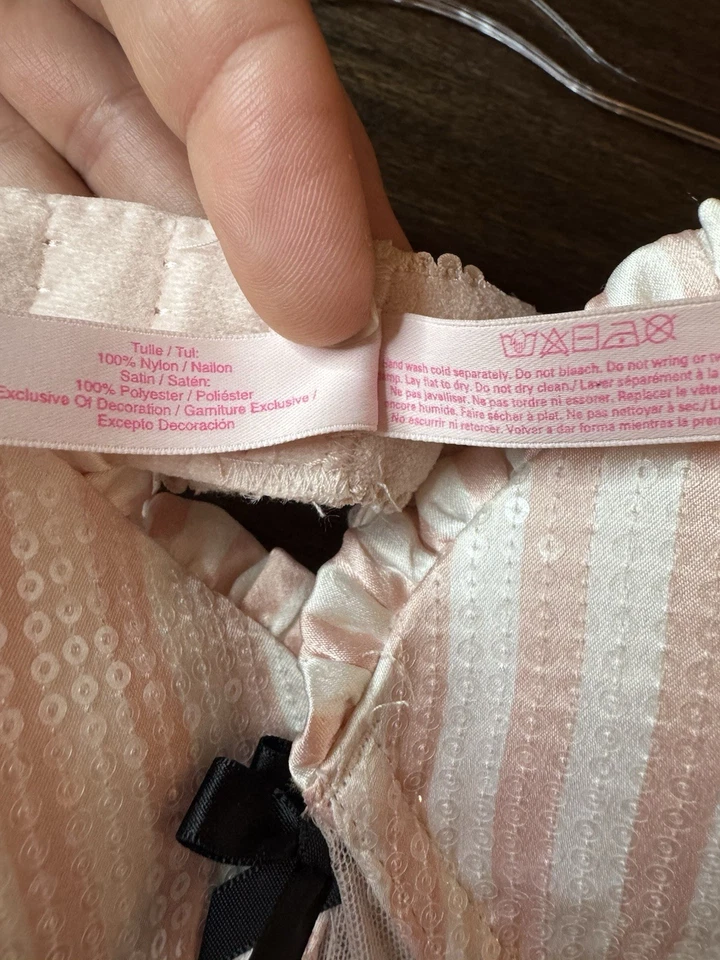 Tulle / Tul:
100% Nylon / Nailon
Satin / Satén:
100% Polyester / Poliéster
Exclusive Of Decoration / Garniture Exclusive /
Excepto Decoración
Hand wash cold separately. Do not bleach. Do not wring or
Lay flat to dry. Do not dry clean./ Laver séparément à la
Ne pas javelliser. Ne pas tordre ni essorer. Replacer le
encore humide. Faire sécher à plat. Ne pas nettoyer à sec./
No escurrir ni retorcer. Volver a dar forma mientras la